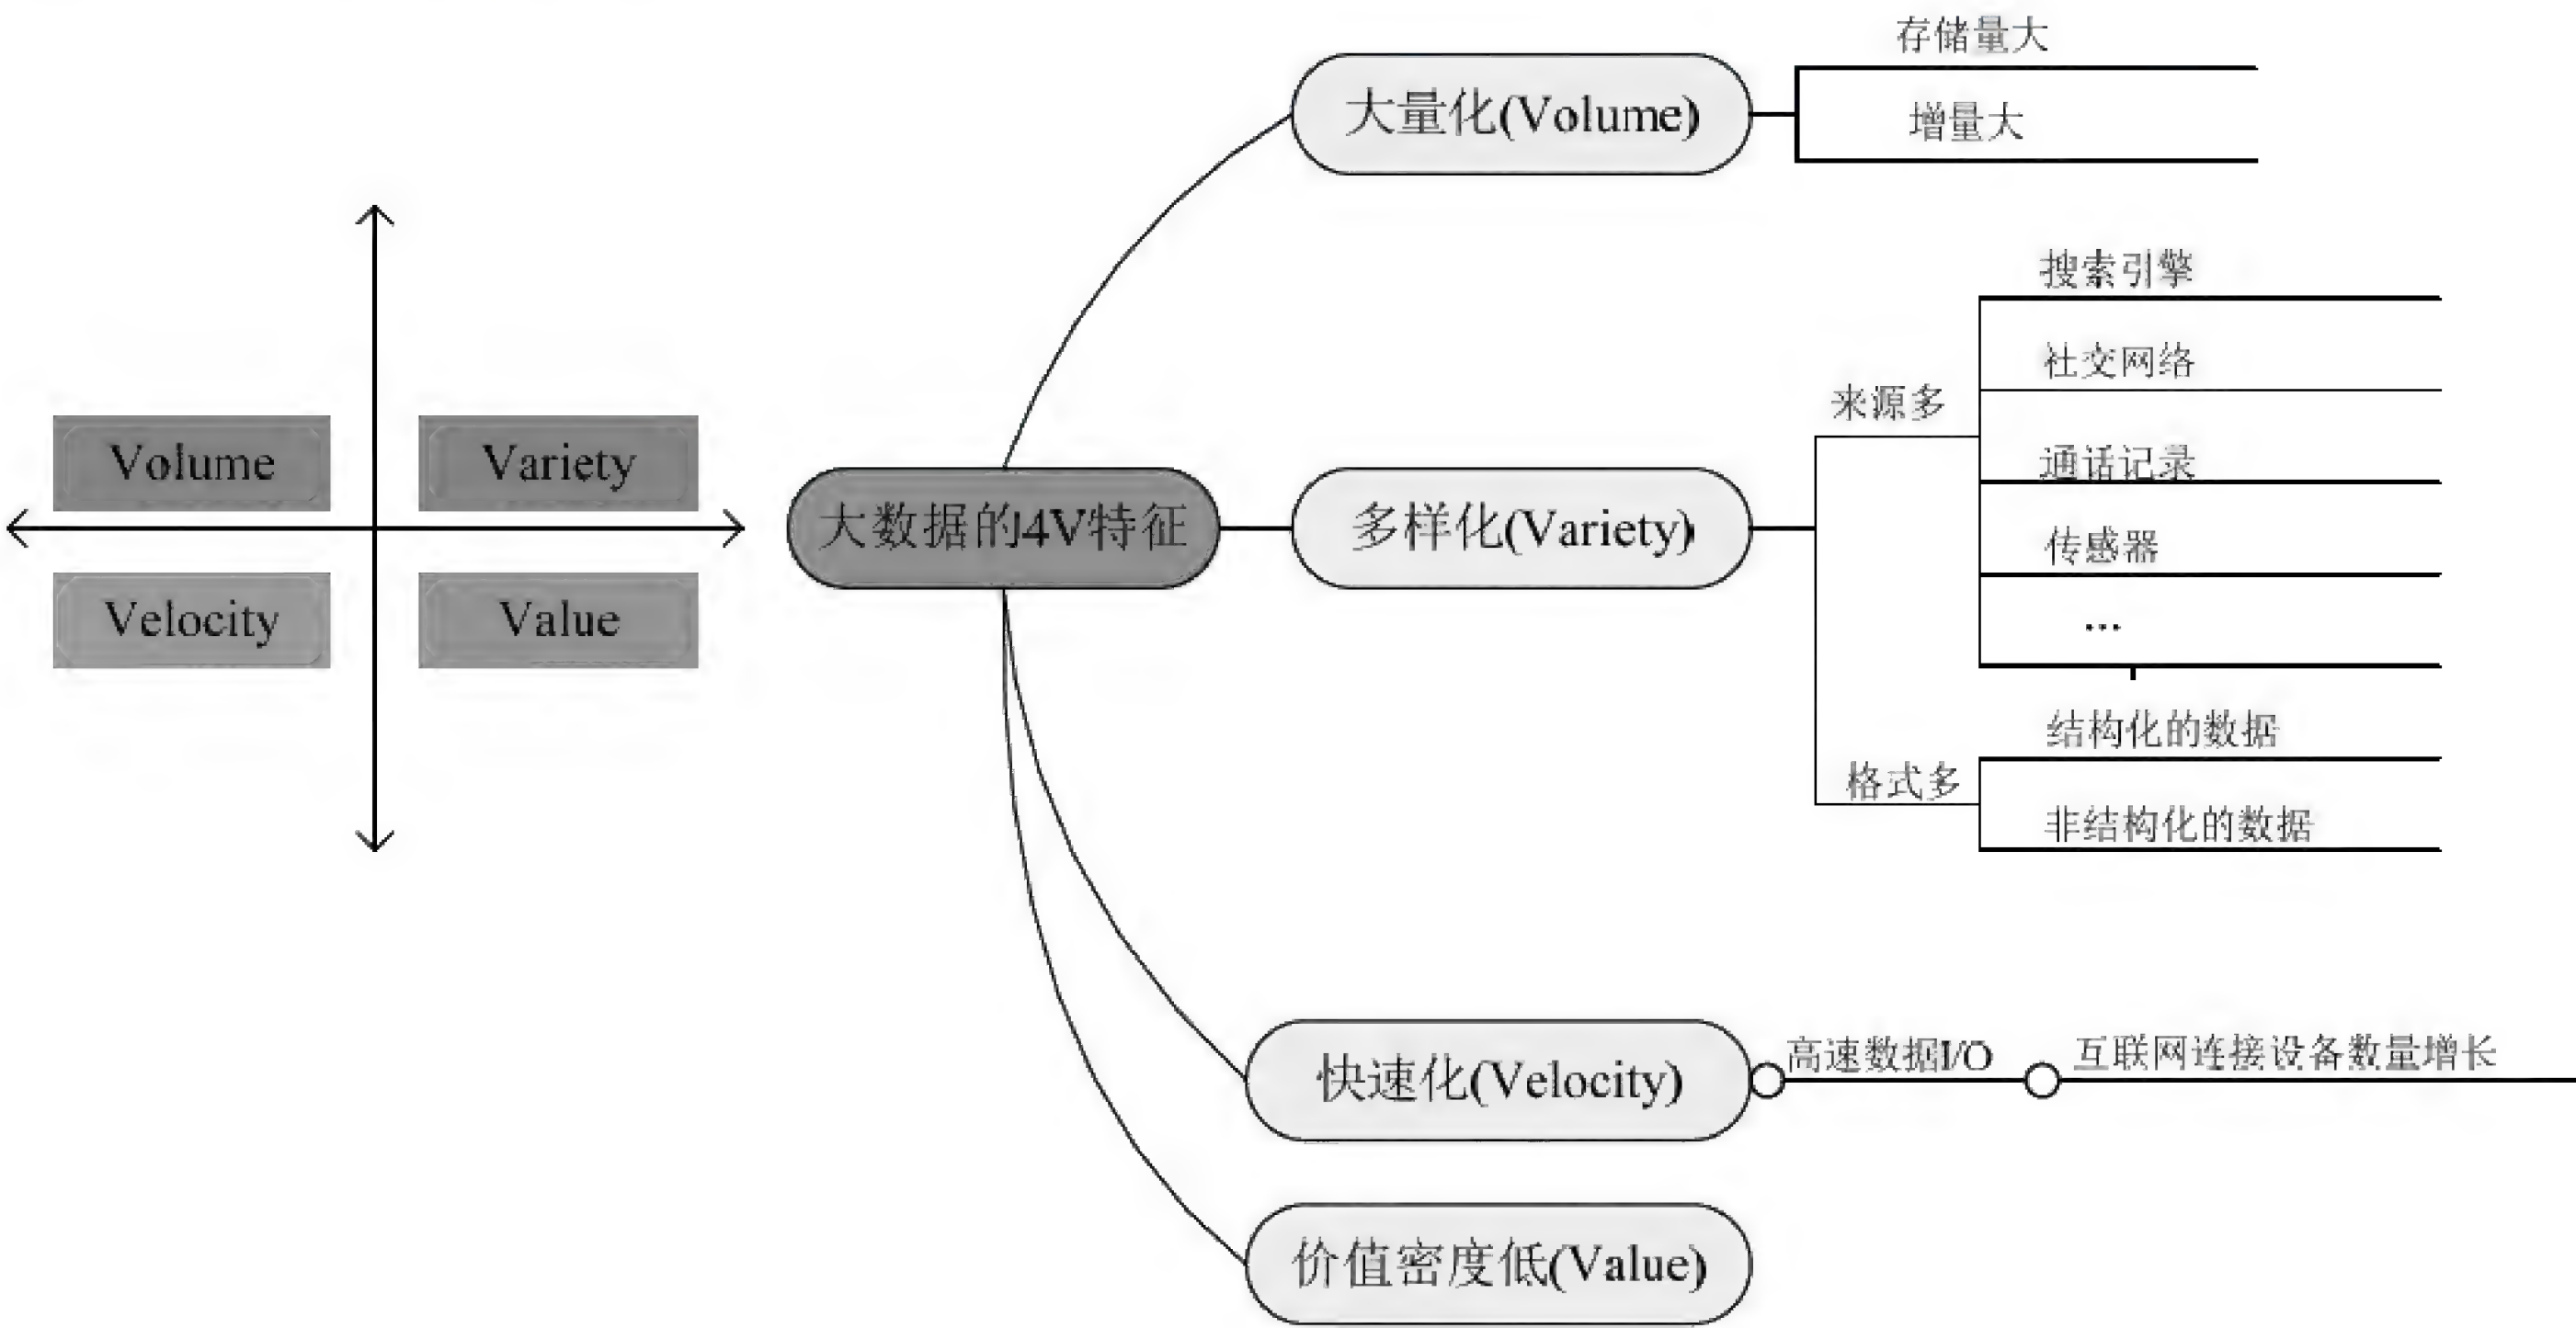 Volume
Variety
Velocity
Value
大数据的4V特征
大量化(Volume)
存储量大
增量大
多样化(Variety)
来源多
搜索引擎
社交网络
通话记录
传感器
...
格式多
结构化的数据
非结构化的数据
快速化(Velocity)
高速数据I/O
互联网连接设备数量增长
价值密度低(Value)